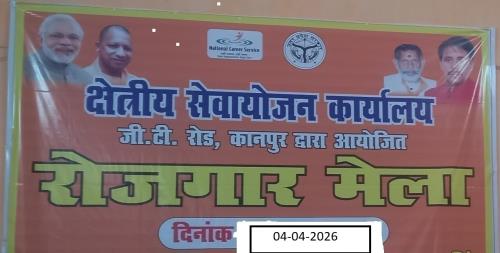 National Career Service
क्षेत्रीय सेवायोजन कार्यालय
जी.टी. रोड, कानपुर द्वारा आयोजित
रोजगार मेला
दिनांक
04-04-2026